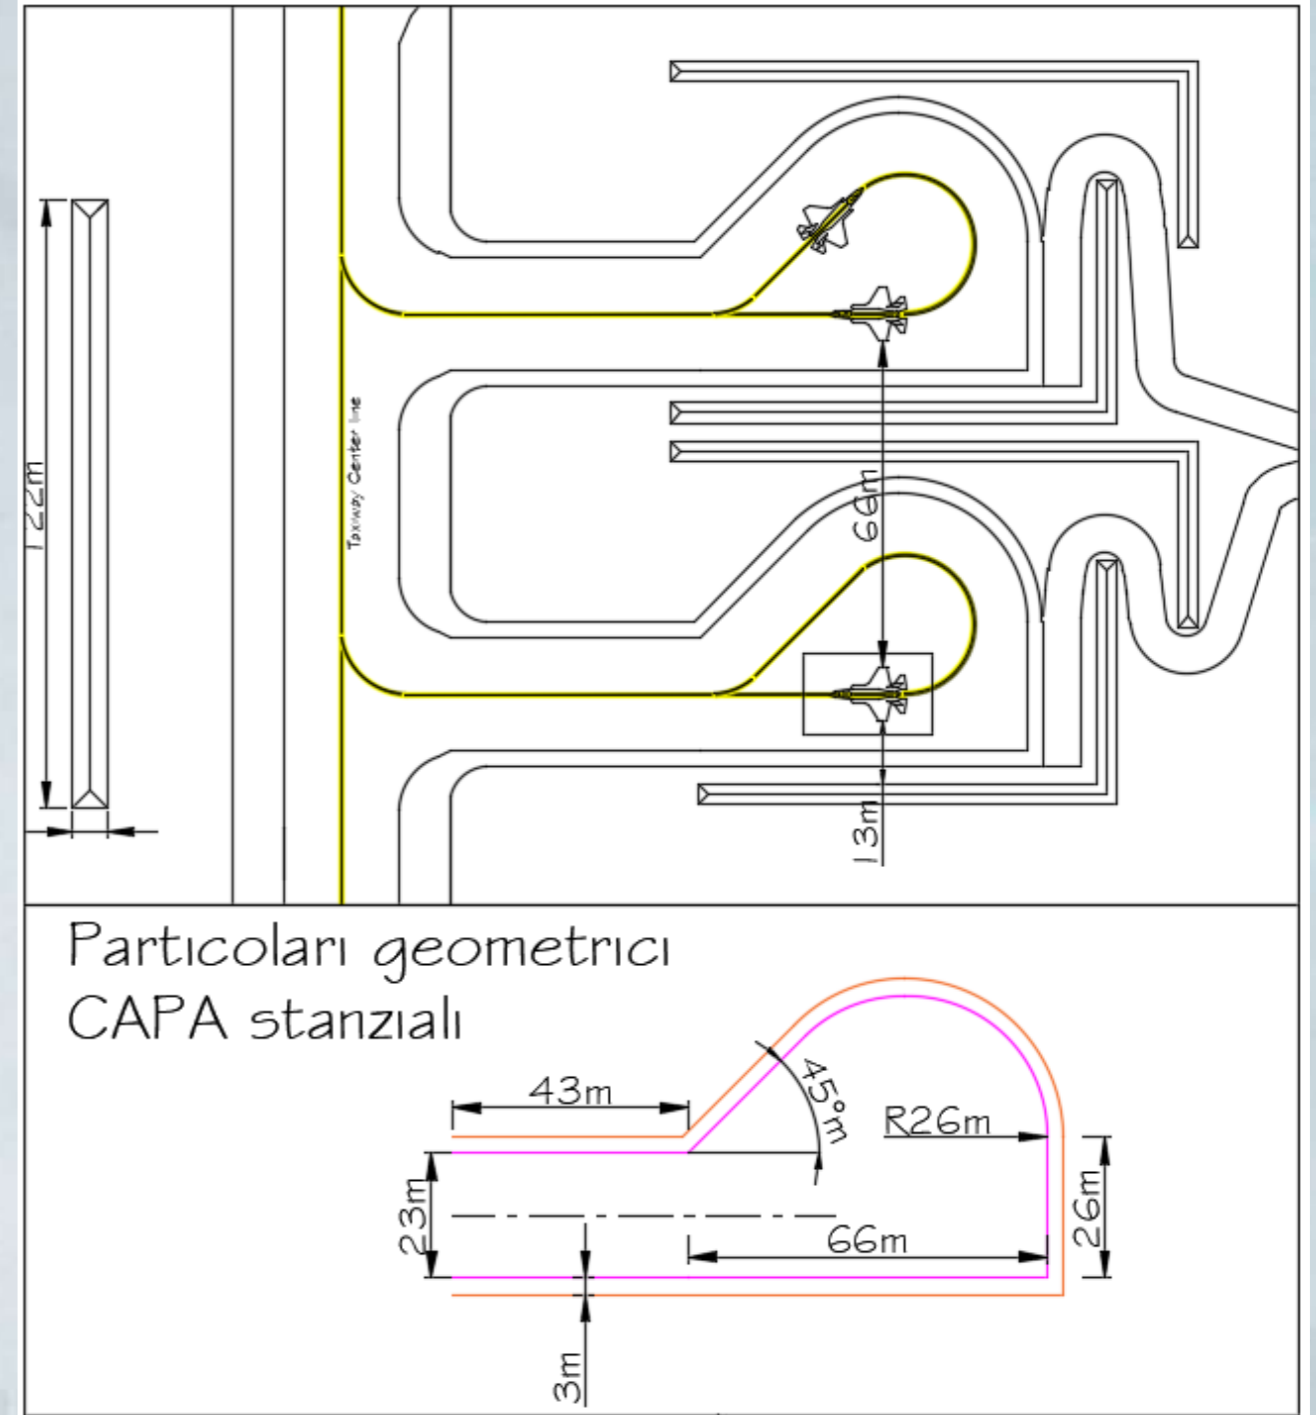 122m
Taxiway Center line
66m
13m
Particolari geometrici
CAPA stanziali
43m
45°m
R26m
23m
66m
26m
3m